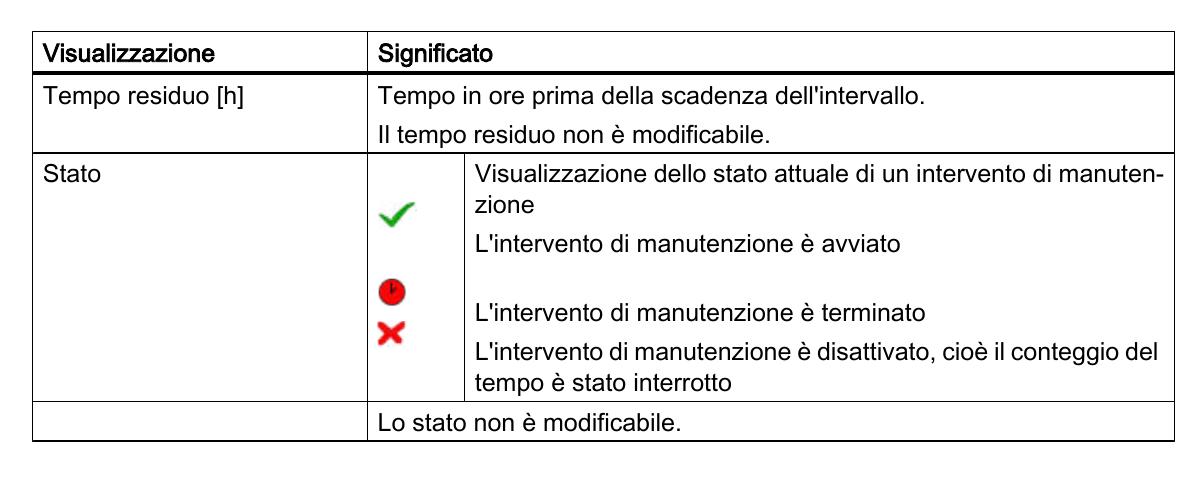 Visualizzazione Significato
Tempo residuo [h] Tempo in ore prima della scadenza dell'intervallo.
Il tempo residuo non è modificabile.
Stato Visualizzazione dello stato attuale di un intervento di manuten-
zione
L'intervento di manutenzione è avviato
L'intervento di manutenzione è terminato
L'intervento di manutenzione è disattivato, cioè il conteggio del
tempo è stato interrotto
Lo stato non è modificabile.